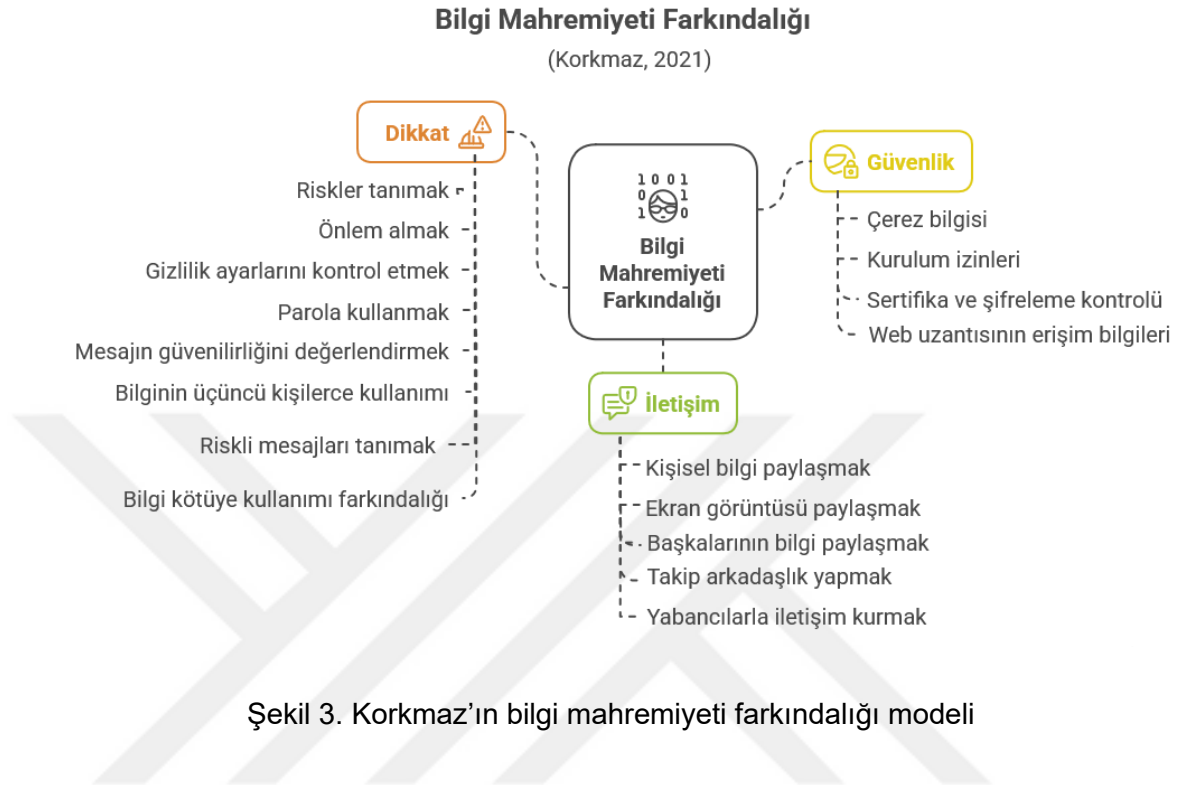 Bilgi Mahremiyeti Farkındalığı
(Korkmaz, 2021)
Dikkat
Riskler tanımak
Önlem almak
Gizlilik ayarlarını kontrol etmek
Parola kullanmak
Mesajın güvenilirliğini değerlendirmek
Bilginin üçüncü kişilerce kullanımı
Riskli mesajları tanımak
Bilgi kötüye kullanımı farkındalığı
1 0 0 1
0 1
1 0
Bilgi
Mahremiyeti
Farkındalığı
Güvenlik
Çerez bilgisi
Kurulum izinleri
Sertifika ve şifreleme kontrolü
Web uzantısının erişim bilgileri
İletişim
Kişisel bilgi paylaşmak
Ekran görüntüsü paylaşmak
Başkalarının bilgi paylaşmak
Takip arkadaşlık yapmak
Yabancılarla iletişim kurmak
Şekil 3. Korkmaz’ın bilgi mahremiyeti farkındalığı modeli